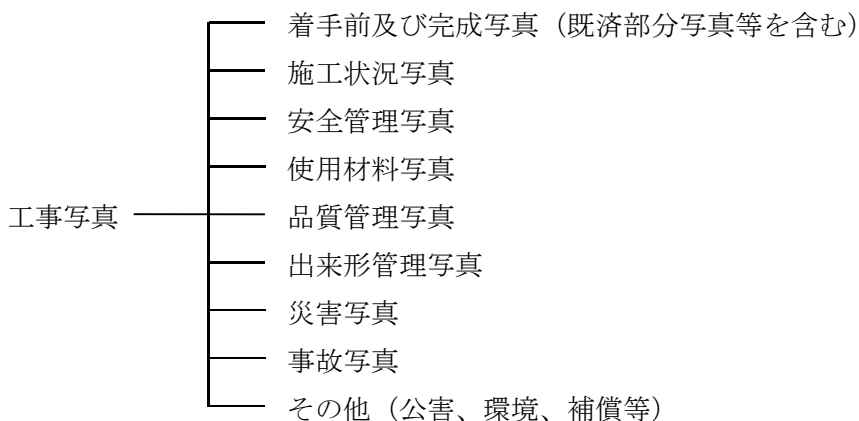 着手前及び完成写真（既済部分写真等を含む）
施工状況写真
安全管理写真
使用材料写真
工事写真
品質管理写真
出来形管理写真
災害写真
事故写真
その他（公害、環境、補償等）